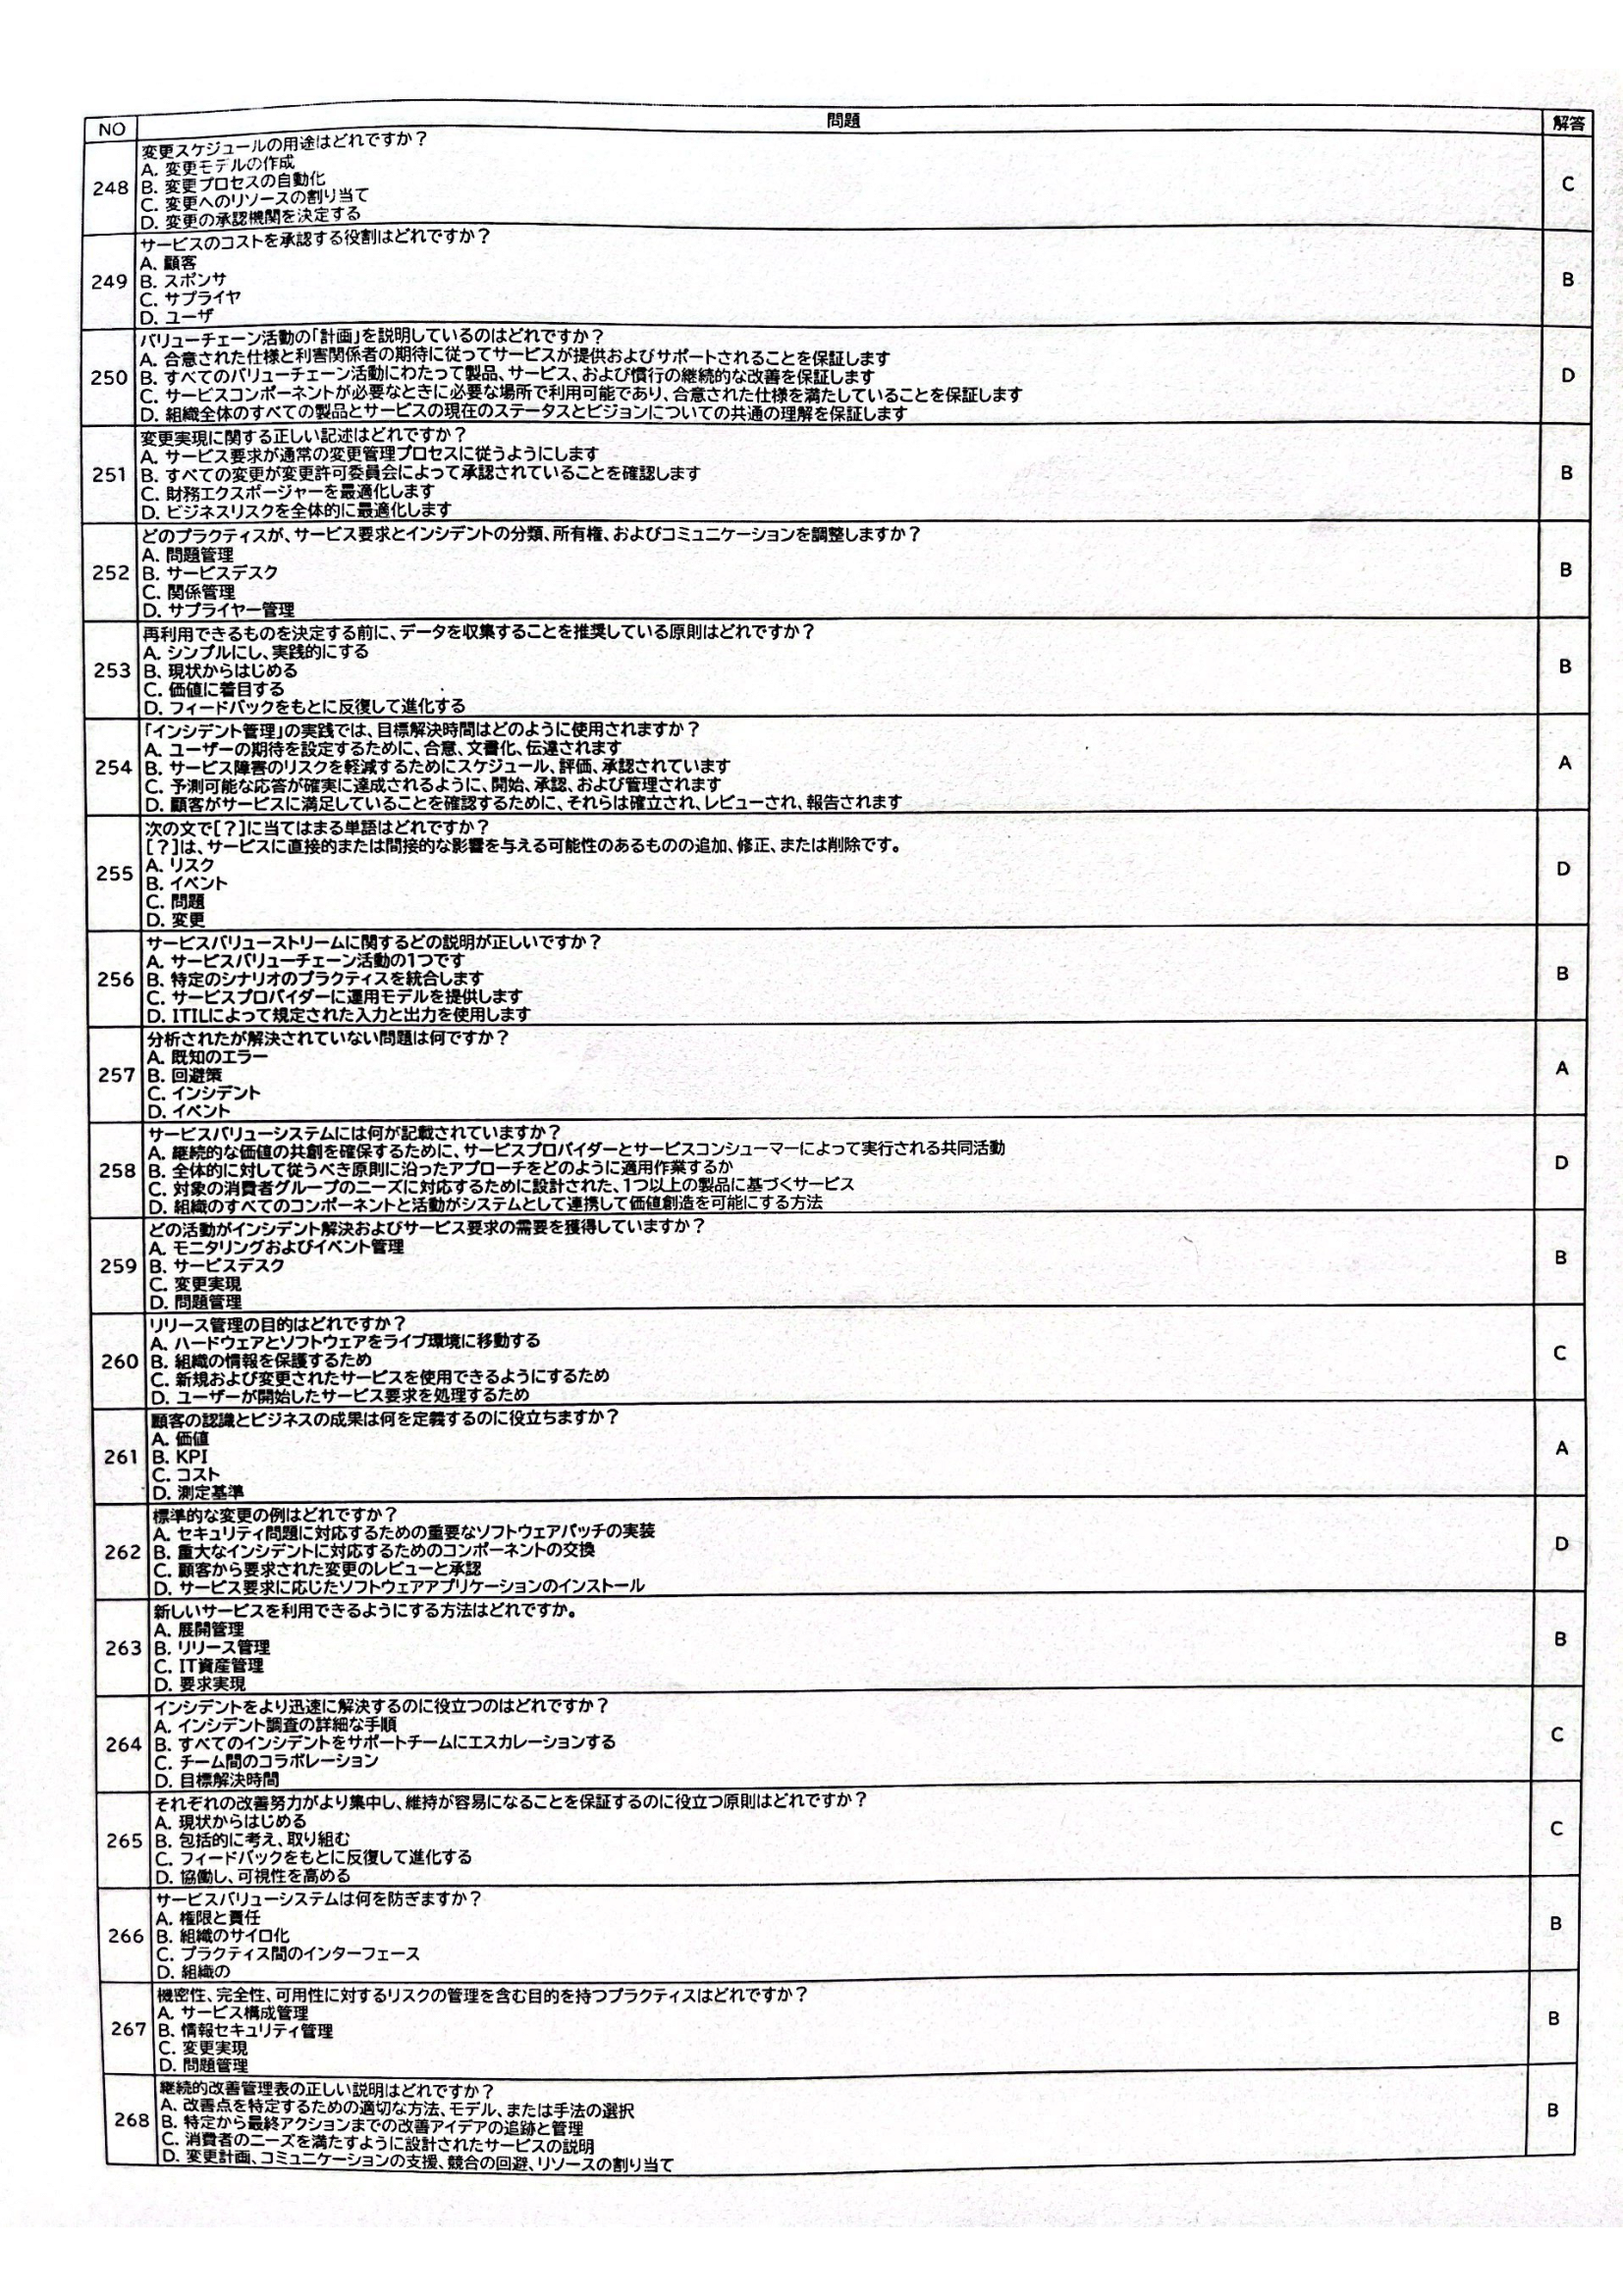 NO 問題 解答
248 C
変更スケジュールの用途はどれですか？
A. 変更モデルの作成
B. 変更プロセスの自動化
C. 変更へのリソースの割り当て
D. 変更の承認機関を決定する
249 B
サービスのコストを承認する役割はどれですか？
A. 顧客
B. スポンサ
C. サプライヤ
D. ユーザ
250 D
バリューチェーン活動の「計画」を説明しているのはどれですか？
A. 合意された仕様と利害関係者の期待に従ってサービスが提供およびサポートされることを保証します
B. すべてのバリューチェーン活動にわたって製品、サービス、および慣行の継続的な改善を保証します
C. サービスコンポーネントが必要なときに必要な場所で利用可能であり、合意された仕様を満たしていることを保証します
D. 組織全体のすべての製品とサービスの現在のステータスとビジョンについての共通の理解を保証します
251 B
変更実現に関する正しい記述はどれですか？
A. サービス要求が通常の変更管理プロセスに従うようにします
B. すべての変更が変更許可委員会によって承認されていることを確認します
C. 財務エクスポージャーを最適化します
D. ビジネスリスクを全体的に最適化します
252 B
どのプラクティスが、サービス要求とインシデントの分類、所有権、およびコミュニケーションを調整しますか？
A. 問題管理
B. サービスデスク
C. 関係管理
D. サプライヤー管理
253 B
再利用できるものを決定する前に、データを収集することを推奨している原則はどれですか？
A. シンプルにし、実践的にする
B. 現状からはじめる
C. 価値に着目する
D. フィードバックをもとに反復して進化する
254 A
「インシデント管理」の実践では、目標解決時間はどのように使用されますか？
A. ユーザーの期待を設定するために、合意、文書化、伝達されます
B. サービス障害のリスクを軽減するためにスケジュール、評価、承認されています
C. 予測可能な応答が確実に達成されるように、開始、承認、および管理されます
D. 顧客がサービスに満足していることを確認するために、それらは確立され、レビューされ、報告されます
255 D
次の文で[？]に当てはまる単語はどれですか？
[？]は、サービスに直接的または間接的な影響を与える可能性のあるものの追加、修正、または削除です。
A. リスク
B. イベント
C. 問題
D. 変更
256 B
サービスバリューストリームに関するどの説明が正しいですか？
A. サービスバリューチェーン活動の1つです
B. 特定のシナリオのプラクティスを統合します
C. サービスプロバイダーに運用モデルを提供します
D. ITILによって規定された入力と出力を使用します
257 A
分析されたが解決されていない問題は何ですか？
A. 既知のエラー
B. 回避策
C. インシデント
D. イベント
258 D
サービスバリューシステムには何が記載されていますか？
A. 継続的な価値の共創を確保するために、サービスプロバイダーとサービスコンシューマーによって実行される共同活動
B. 全体的に対して従うべき原則に沿ったアプローチをどのように適用作業するか
C. 対象の消費者グループのニーズに対応するために設計された、1つ以上の製品に基づくサービス
D. 組織のすべてのコンポーネントと活動がシステムとして連携して価値創造を可能にする方法
259 B
どの活動がインシデント解決およびサービス要求の需要を獲得していますか？
A. モニタリングおよびイベント管理
B. サービスデスク
C. 変更実現
D. 問題管理
260 C
リリース管理の目的はどれですか？
A. ハードウェアとソフトウェアをライブ環境に移動する
B. 組織の情報を保護するため
C. 新規および変更されたサービスを使用できるようにするため
D. ユーザーが開始したサービス要求を処理するため
261 A
顧客の認識とビジネスの成果は何を定義するのに役立ちますか？
A. 価値
B. KPI
C. コスト
D. 測定基準
262 D
標準的な変更の例はどれですか？
A. セキュリティ問題に対応するための重要なソフトウェアパッチの実装
B. 重大なインシデントに対応するためのコンポーネントの交換
C. 顧客から要求された変更のレビューと承認
D. サービス要求に応じたソフトウェアアプリケーションのインストール
263 B
新しいサービスを利用できるようにする方法はどれですか。
A. 展開管理
B. リリース管理
C. IT資産管理
D. 要求実現
264 C
インシデントをより迅速に解決するのに役立つのはどれですか？
A. インシデント調査の詳細な手順
B. すべてのインシデントをサポートチームにエスカレーションする
C. チーム間のコラボレーション
D. 目標解決時間
265 C
それぞれの改善努力がより集中し、維持が容易になることを保証するのに役立つ原則はどれですか？
A. 現状からはじめる
B. 包括的に考え、取り組む
C. フィードバックをもとに反復して進化する
D. 協働し、可視性を高める
266 B
サービスバリューシステムは何を防ぎますか？
A. 権限と責任
B. 組織のサイロ化
C. プラクティス間のインターフェース
D. 組織の
267 B
機密性、完全性、可用性に対するリスクの管理を含む目的を持つプラクティスはどれですか？
A. サービス構成管理
B. 情報セキュリティ管理
C. 変更実現
D. 問題管理
268 B
継続的改善管理表の正しい説明はどれですか？
A. 改善点を特定するための適切な方法、モデル、または手法の選択
B. 特定から最終アクションまでの改善アイデアの追跡と管理
C. 消費者のニーズを満たすように設計されたサービスの説明
D. 変更計画、コミュニケーションの支援、競合の回避、リソースの割り当て